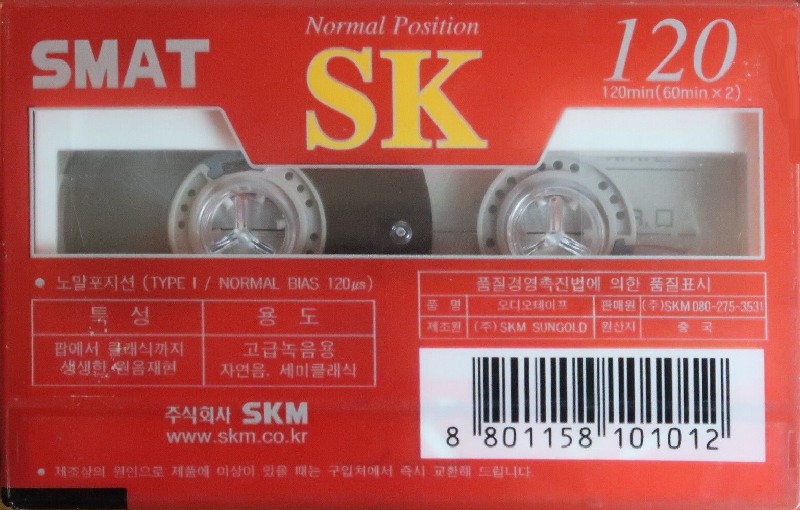 Normal Position
SMAT
SK
120
120min(60min×2)
• 노말포지션 (TYPE I / NORMAL BIAS 120μs)
특 성 용 도
팝에서 클래식까지 고급녹음용
생생한 원음재현 자연음. 세미클래식
품질경영촉진법에 의한 품질표시
품 명 오디오테이프 판매원 (주)SKM 080-275-3531
제조원 (주) SKM SUNGOLD 원산지 중 국
주식회사 SKM
www.skm.co.kr
8 801158 101012
• 제조상의 원인으로 제품에 이상이 있을 때는 구입처에서 즉시 교환해 드립니다.